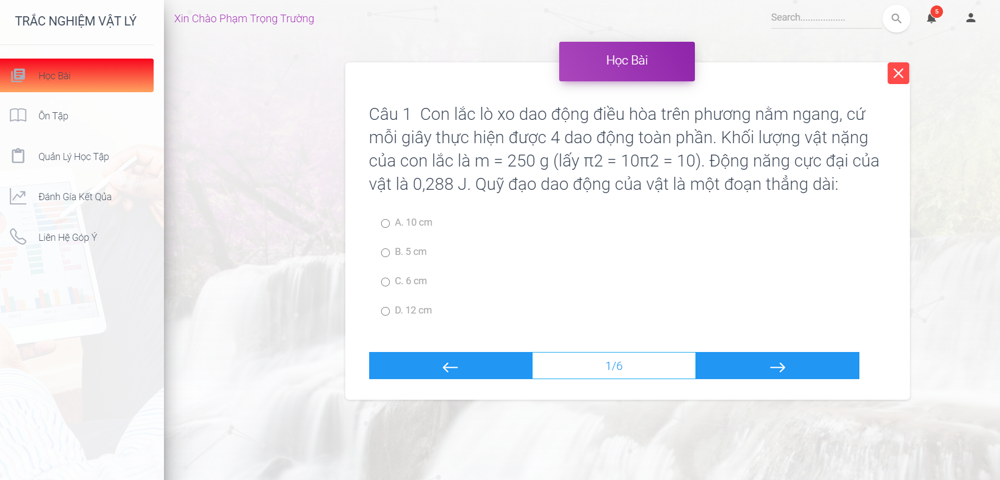 TRẮC NGHIỆM VẬT LÝ
Học Bài
Ôn Tập
Quản Lý Học Tập
Đánh Gía Kết Qủa
Liên Hệ Góp Ý
Xin Chào Phạm Trọng Trường
Search..................
5
Học Bài
Câu 1 Con lắc lò xo dao động điều hòa trên phương nằm ngang, cứ
mỗi giây thực hiện được 4 dao động toàn phần. Khối lượng vật nặng
của con lắc là m = 250 g (lấy π2 = 10π2 = 10). Động năng cực đại của
vật là 0,288 J. Quỹ đạo dao động của vật là một đoạn thẳng dài:
A. 10 cm
B. 5 cm
C. 6 cm
D. 12 cm
1/6